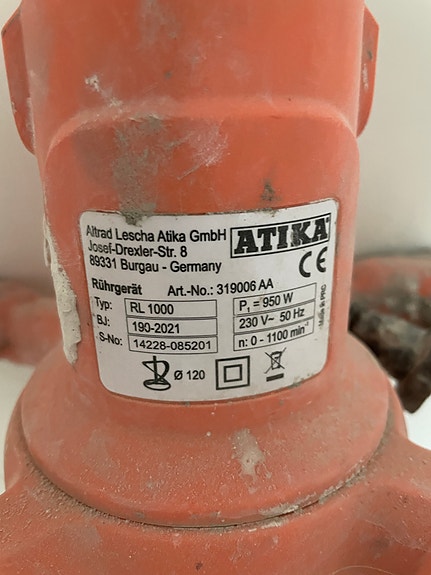 Altrad Lescha Atika GmbH
Josef-Drexler-Str. 8
89331 Burgau - Germany
ATIKA®
CE
Rührgerät Art.-No.: 319006 AA
Typ: RL 1000
BJ: 190-2021
S-No: 14228-085201
P1 = 950 W
230 V~ 50 Hz
n: 0 - 1100 min-1
Made in PRC
Ø 120